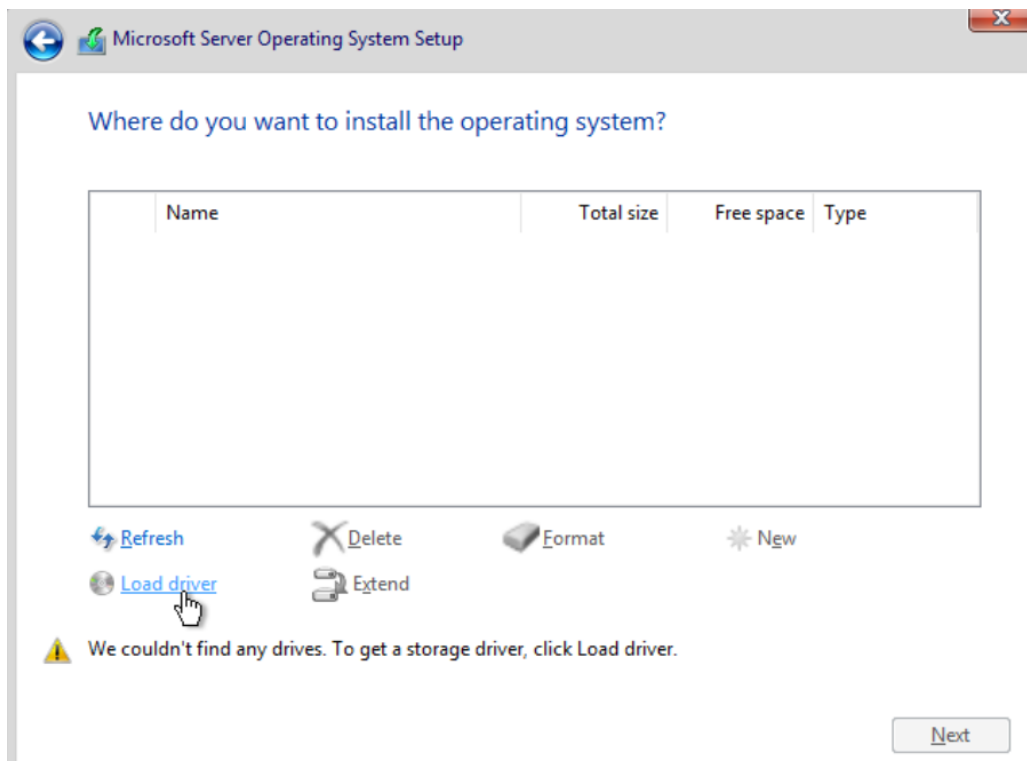 Microsoft Server Operating System Setup
Where do you want to install the operating system?
Name Total size Free space Type
Refresh Delete Format New
Load driver Extend
We couldn't find any drives. To get a storage driver, click Load driver.
Next